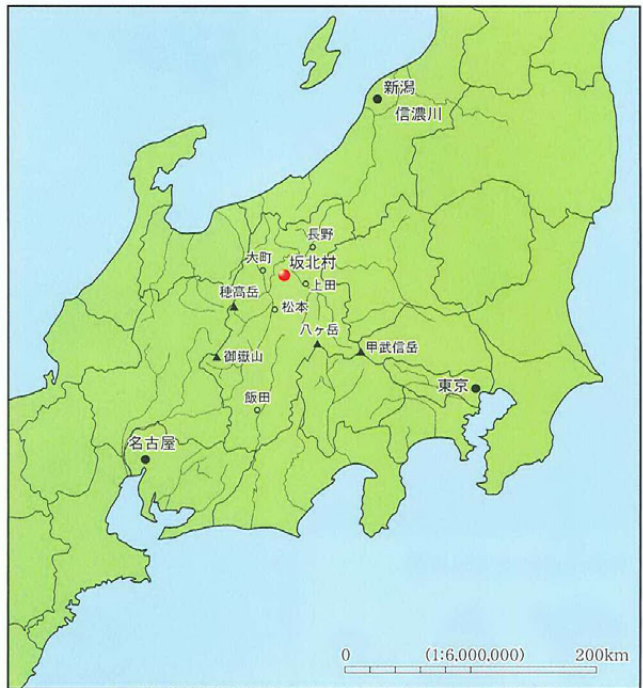 新潟
信濃川
長野
大町
坂北村
上田
穂高岳
松本
八ヶ岳
甲武信岳
御嶽山
東京
飯田
名古屋
0 (1:6,000,000) 200km